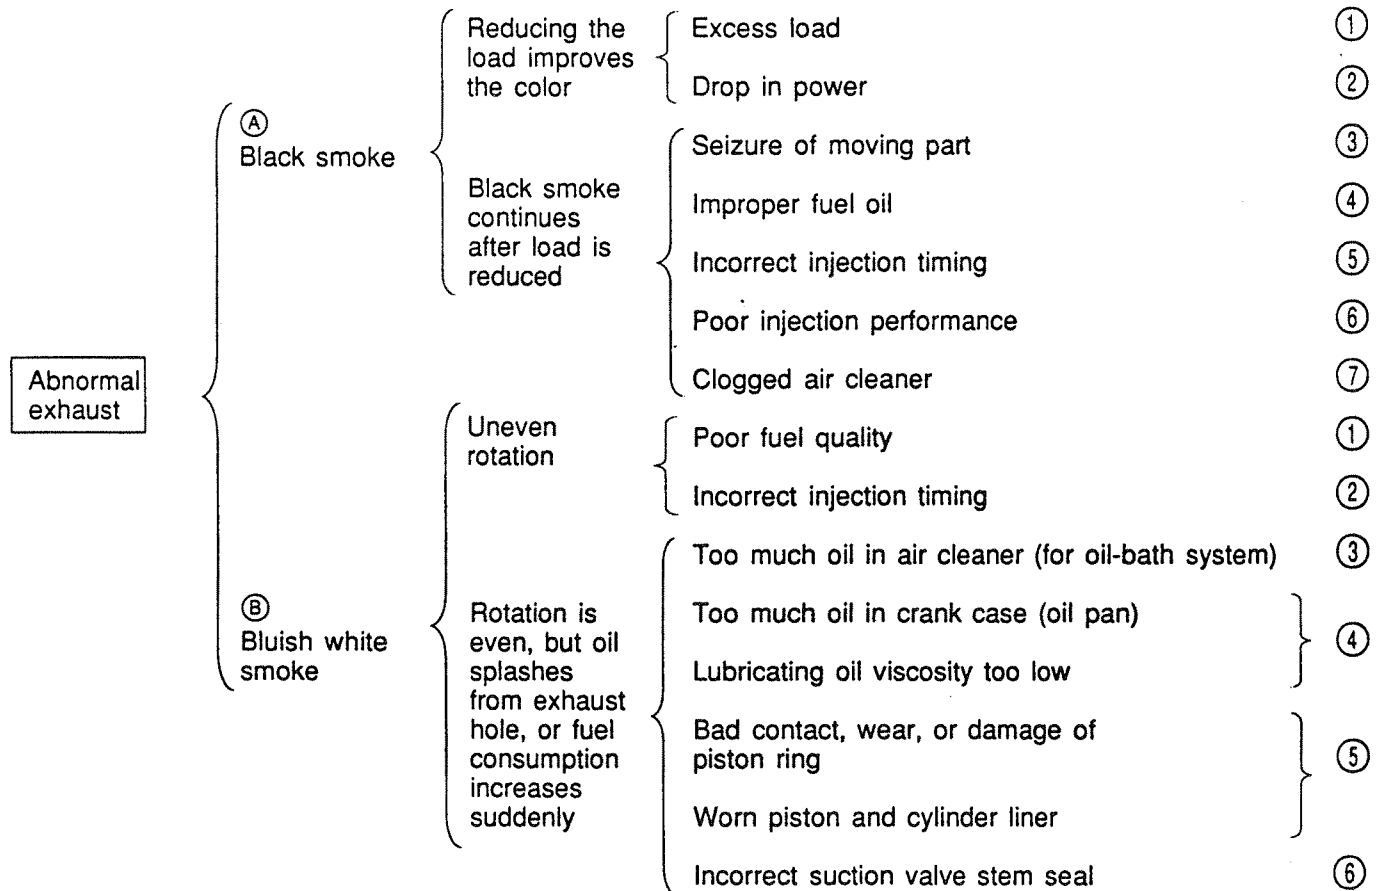 Abnormal
exhaust
Ⓐ
Black smoke
Reducing the
load improves
the color
Excess load ①
Drop in power ②
Black smoke
continues
after load is
reduced
Seizure of moving part ③
Improper fuel oil ④
Incorrect injection timing ⑤
Poor injection performance ⑥
Clogged air cleaner ⑦
Ⓑ
Bluish white
smoke
Uneven
rotation
Poor fuel quality ①
Incorrect injection timing ②
Rotation is
even, but oil
splashes
from exhaust
hole, or fuel
consumption
increases
suddenly
Too much oil in air cleaner (for oil-bath system) ③
Too much oil in crank case (oil pan)
Lubricating oil viscosity too low
④
Bad contact, wear, or damage of
piston ring
Worn piston and cylinder liner
⑤
Incorrect suction valve stem seal ⑥